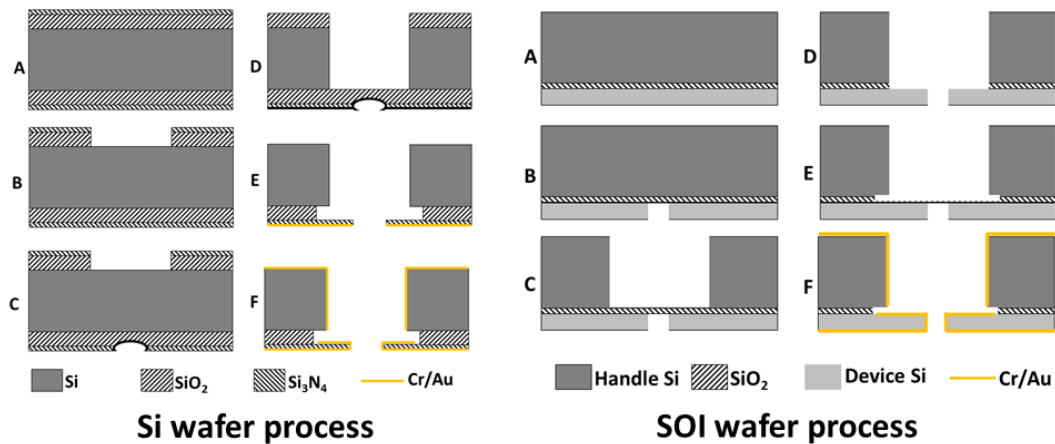 A
B
C
D
E
F
Si
SiO₂
Si₃N₄
Cr/Au
Si wafer process
A
B
C
D
E
F
Handle Si
SiO₂
Device Si
Cr/Au
SOI wafer process